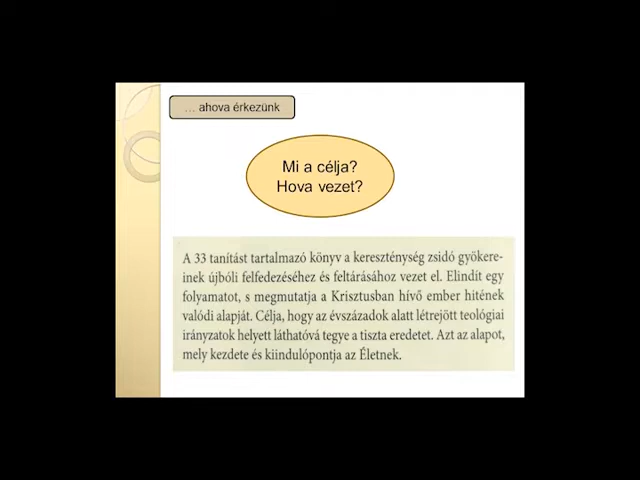 ... ahova érkezünk
Mi a célja?
Hova vezet?
A 33 tanítást tartalmazó könyv a kereszténység zsidó gyökere-
inek újbóli felfedezéséhez és feltárásához vezet el. Elindít egy
folyamatot, s megmutatja a Krisztusban hívő ember hitének
valódi alapját. Célja, hogy az évszázadok alatt létrejött teológiai
irányzatok helyett láthatóvá tegye a tiszta eredetet. Azt az alapot,
mely kezdete és kiindulópontja az Életnek.